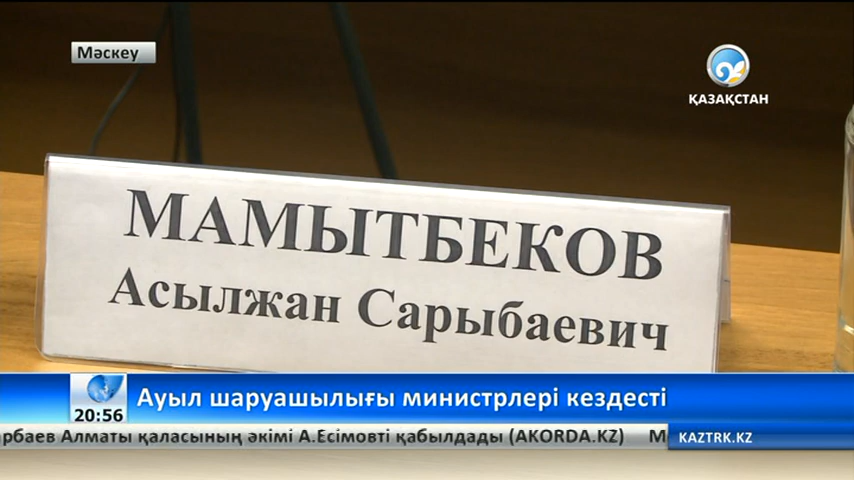 Мәскеу
ҚАЗАҚСТАН
МАМЫТБЕКОВ
Асылжан Сарыбаевич
Ауыл шаруашылығы министрлері кездесті
20:56
Алматы қаласының әкімі А.Есімовті қабылдады (AKORDA.KZ)
KAZTRK.KZ